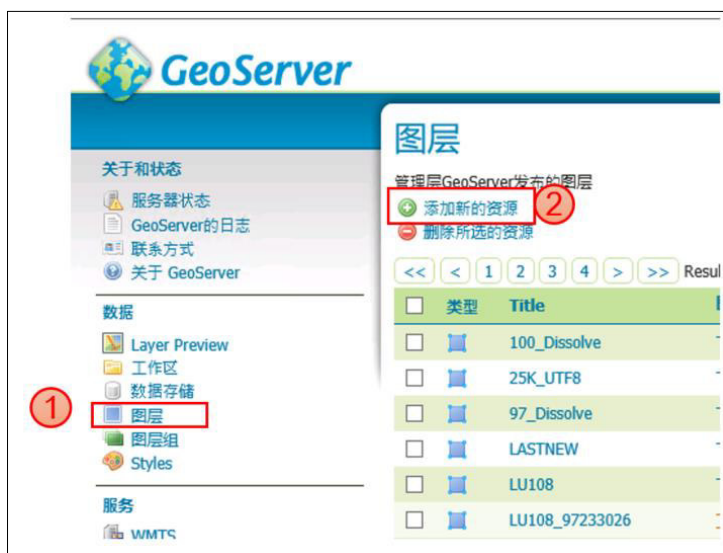 GeoServer
关于和状态
服务器状态
GeoServer的日志
联系方式
关于 GeoServer
数据
Layer Preview
工作区
数据存储
1
图层
图层组
Styles
服务
WMTS
图层
管理层GeoServer发布的图层
添加新的资源
2
删除所选的资源
<< < 1 2 3 4 > >> Resul
类型 Title
100_Dissolve
25K_UTF8
97_Dissolve
LASTNEW
LU108
LU108_97233026